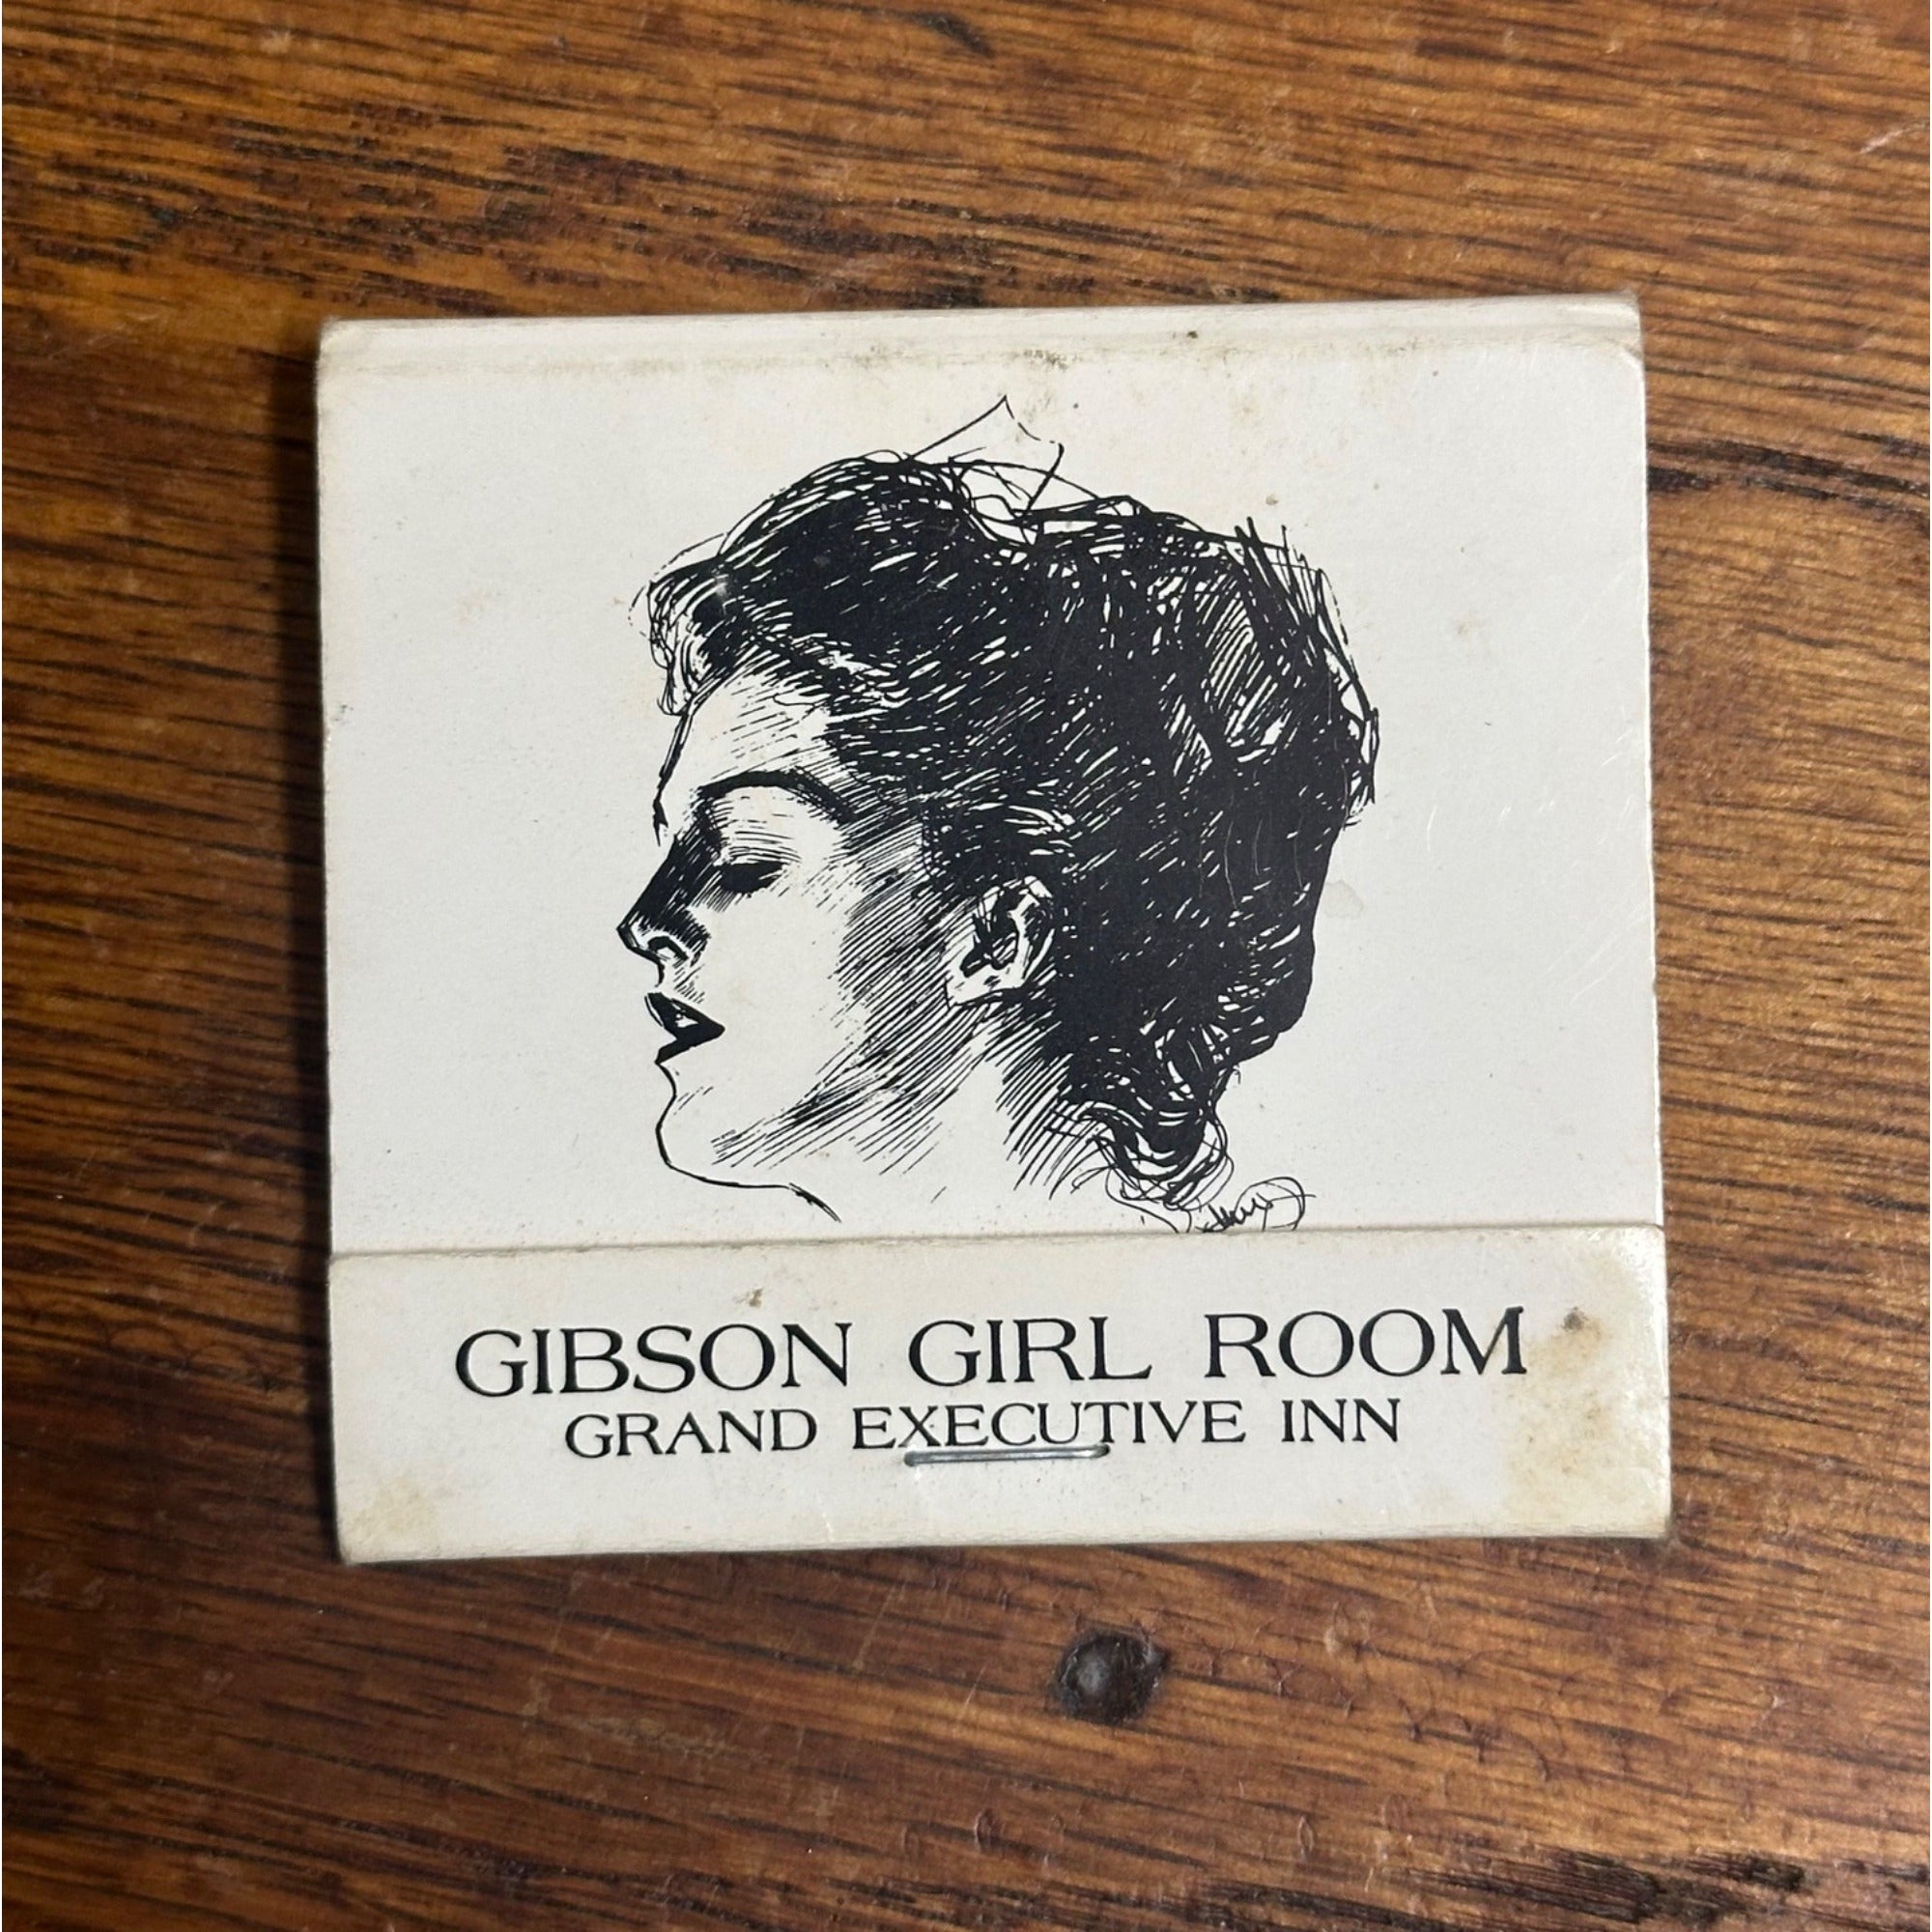 GIBSON GIRL ROOM
GRAND EXECUTIVE INN